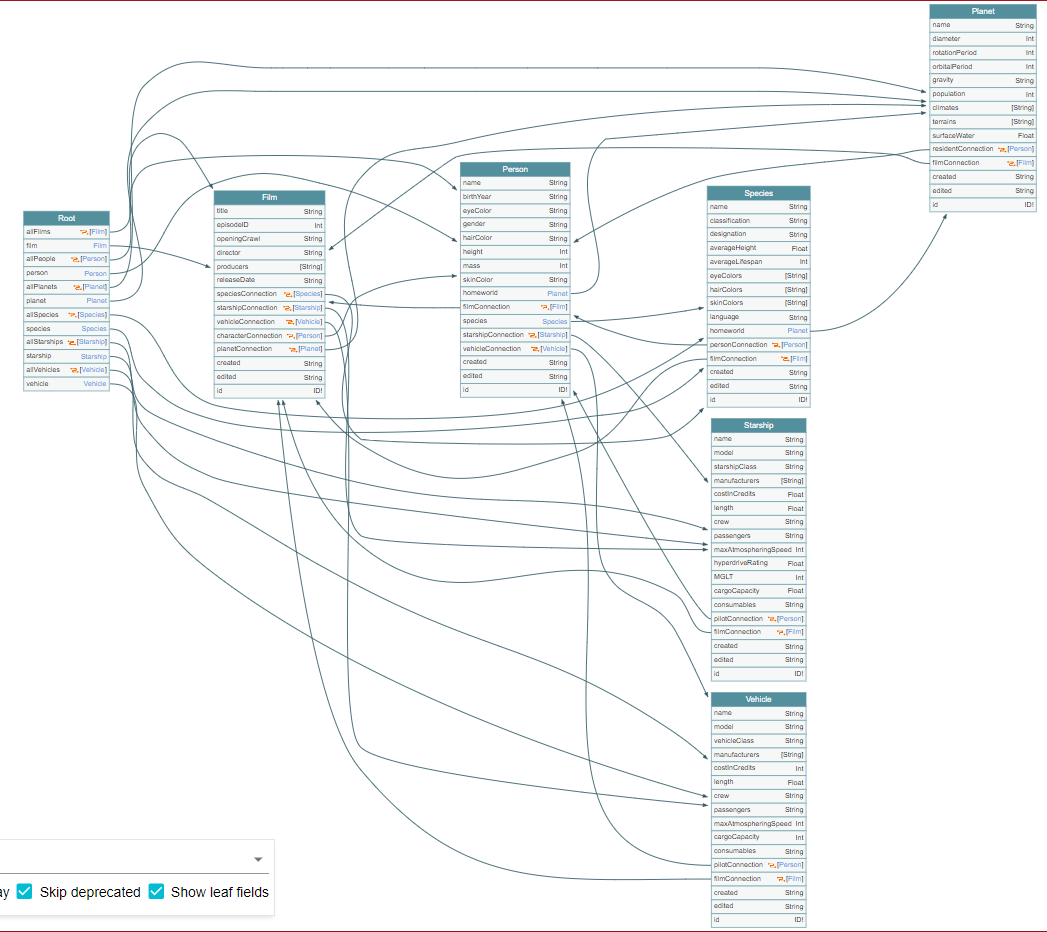 Root
allFilms [Film]
film Film
allPeople [Person]
person Person
allPlanets [Planet]
planet Planet
allSpecies [Species]
species Species
allStarships [Starship]
starship Starship
allVehicles [Vehicle]
vehicle Vehicle
Film
title String
episodeID Int
openingCrawl String
director String
producers [String]
releaseDate String
speciesConnection [Species]
starshipConnection [Starship]
vehicleConnection [Vehicle]
characterConnection [Person]
planetConnection [Planet]
created String
edited String
id ID!
Person
name String
birthYear String
eyeColor String
gender String
hairColor String
height Int
mass Int
skinColor String
homeworld Planet
filmConnection [Film]
species Species
starshipConnection [Starship]
vehicleConnection [Vehicle]
created String
edited String
id ID!
Species
name String
classification String
designation String
averageHeight Float
averageLifespan Int
eyeColors [String]
hairColors [String]
skinColors [String]
language String
homeworld Planet
personConnection [Person]
filmConnection [Film]
created String
edited String
id ID!
Planet
name String
diameter Int
rotationPeriod Int
orbitalPeriod Int
gravity String
population Int
climates [String]
terrains [String]
surfaceWater Float
residentConnection [Person]
filmConnection [Film]
created String
edited String
id ID!
Starship
name String
model String
starshipClass String
manufacturers [String]
costInCredits Float
length Float
crew String
passengers String
maxAtmospheringSpeed Int
hyperdriveRating Float
MGLT Int
cargoCapacity Float
consumables String
pilotConnection [Person]
filmConnection [Film]
created String
edited String
id ID!
Vehicle
name String
model String
vehicleClass String
manufacturers [String]
costInCredits Int
length Float
crew String
passengers String
maxAtmospheringSpeed Int
cargoCapacity Int
consumables String
pilotConnection [Person]
filmConnection [Film]
created String
edited String
id ID!
ay Skip deprecated Show leaf fields